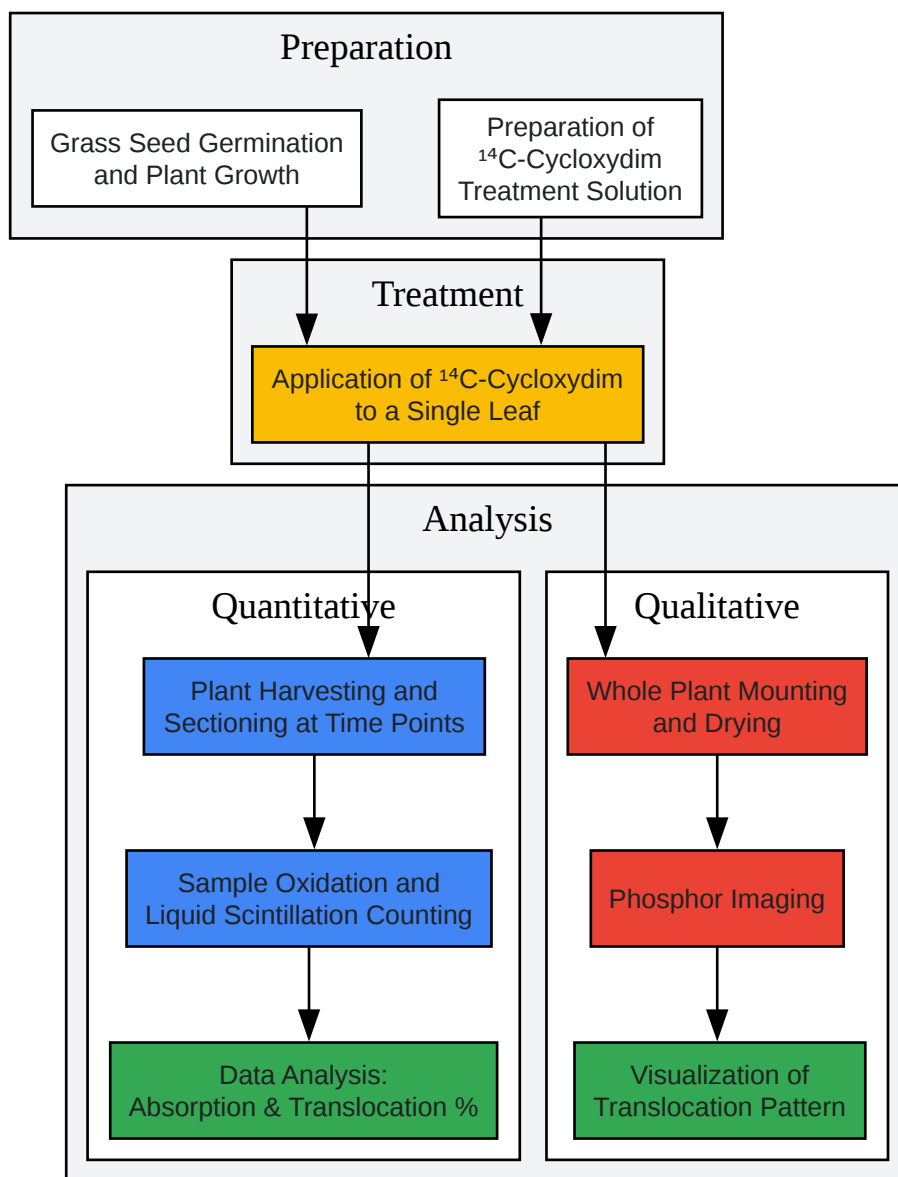 Preparation
Grass Seed Germination
and Plant Growth
Preparation of
¹⁴C-Cycloxydim
Treatment Solution
Treatment
Application of ¹⁴C-Cycloxydim
to a Single Leaf
Analysis
Quantitative
Plant Harvesting and
Sectioning at Time Points
Sample Oxidation and
Liquid Scintillation Counting
Data Analysis:
Absorption & Translocation %
Qualitative
Whole Plant Mounting
and Drying
Phosphor Imaging
Visualization of
Translocation Pattern